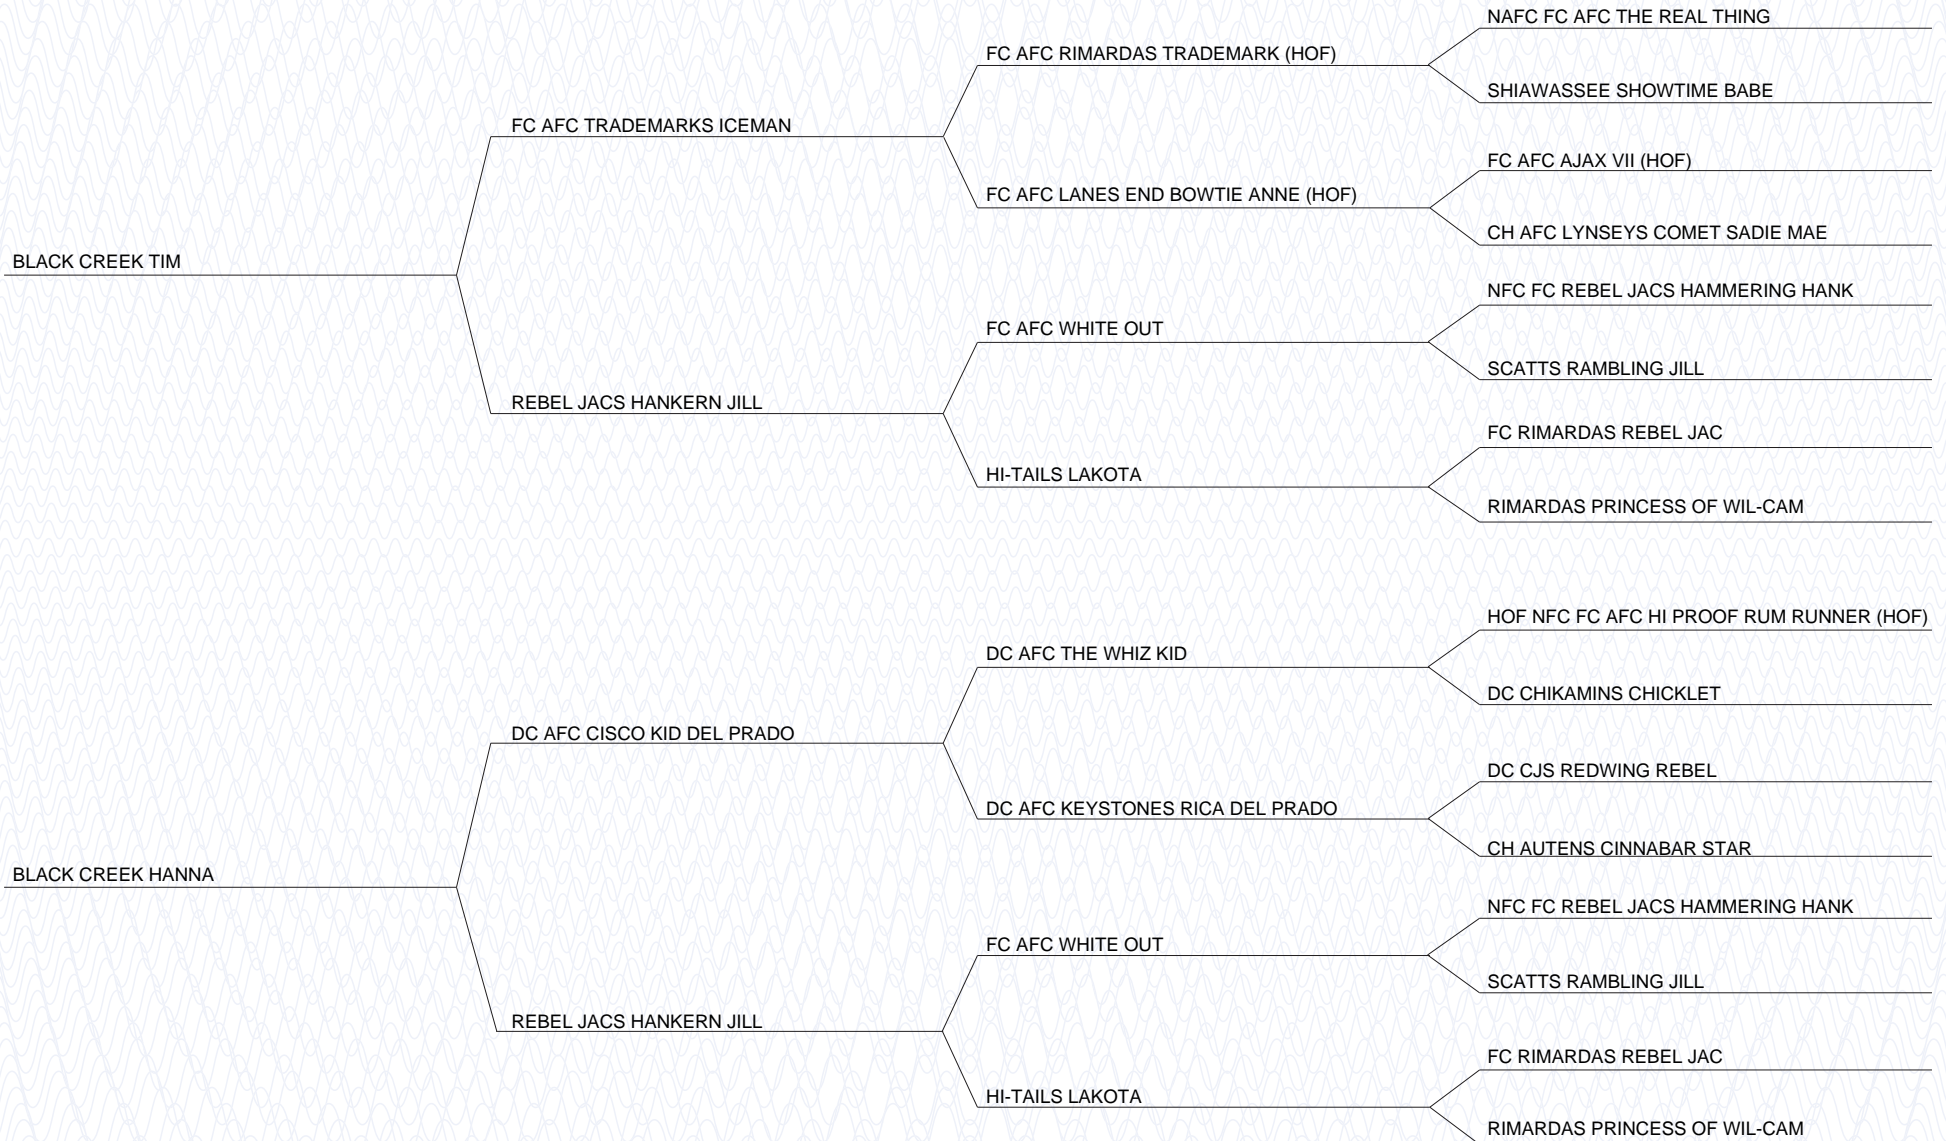 NAFC FC AFC THE REAL THING
FC AFC RIMARDAS TRADEMARK (HOF)
SHIAWASSEE SHOWTIME BABE
FC AFC TRADEMARKS ICEMAN
FC AFC AJAX VII (HOF)
FC AFC LANES END BOWTIE ANNE (HOF)
CH AFC LYNSEYS COMET SADIE MAE
BLACK CREEK TIM
NFC FC REBEL JACS HAMMERING HANK
FC AFC WHITE OUT
SCATTS RAMBLING JILL
REBEL JACS HANKERN JILL
FC RIMARDAS REBEL JAC
HI-TAILS LAKOTA
RIMARDAS PRINCESS OF WIL-CAM
HOF NFC FC AFC HI PROOF RUM RUNNER (HOF)
DC AFC THE WHIZ KID
DC CHIKAMINS CHICKLET
DC AFC CISCO KID DEL PRADO
DC CJS REDWING REBEL
DC AFC KEYSTONES RICA DEL PRADO
CH AUTENS CINNABAR STAR
BLACK CREEK HANNA
NFC FC REBEL JACS HAMMERING HANK
FC AFC WHITE OUT
SCATTS RAMBLING JILL
REBEL JACS HANKERN JILL
FC RIMARDAS REBEL JAC
HI-TAILS LAKOTA
RIMARDAS PRINCESS OF WIL-CAM